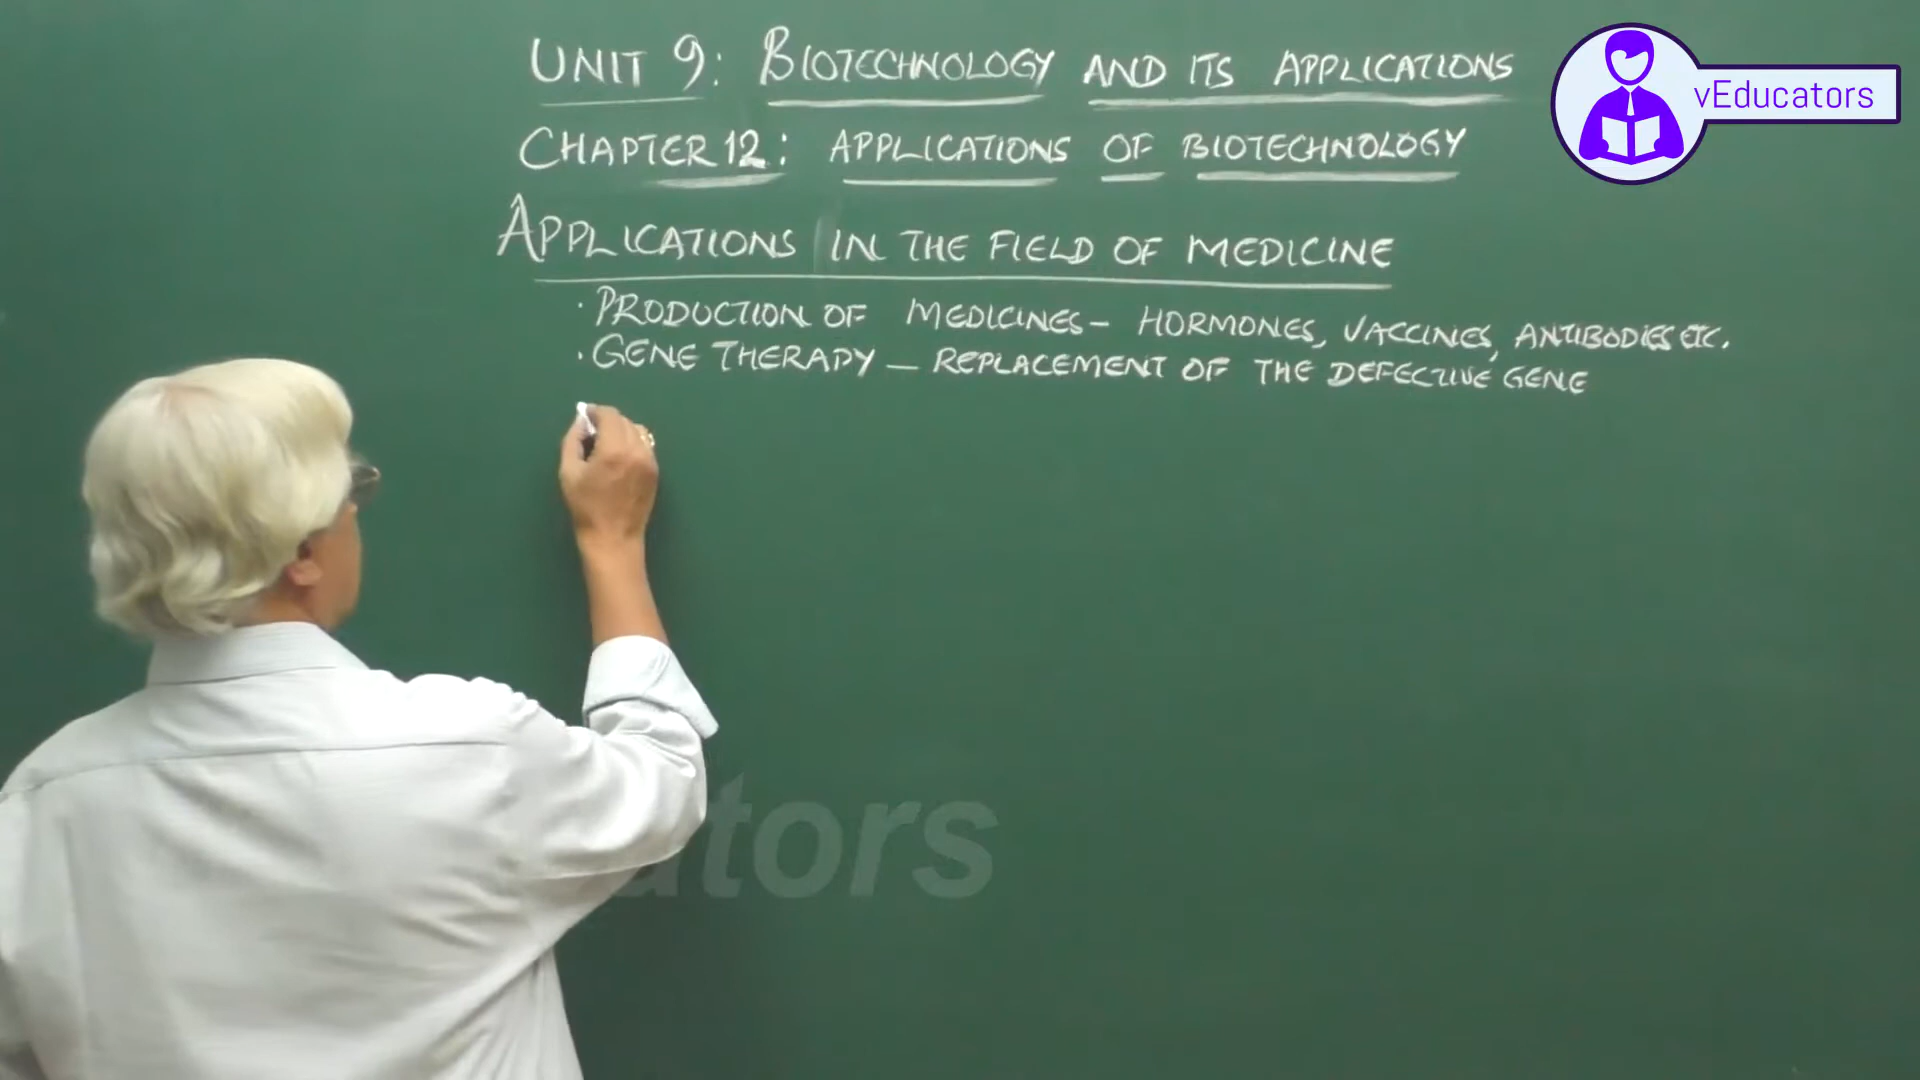 UNIT 9: BIOTECHNOLOGY AND ITS APPLICATIONS
vEducators
CHAPTER 12: APPLICATIONS OF BIOTECHNOLOGY
APPLICATIONS IN THE FIELD OF MEDICINE
· PRODUCTION OF MEDICINES – HORMONES, VACCINES, ANTIBODIES ETC.
· GENE THERAPY – REPLACEMENT OF THE DEFECTIVE GENE